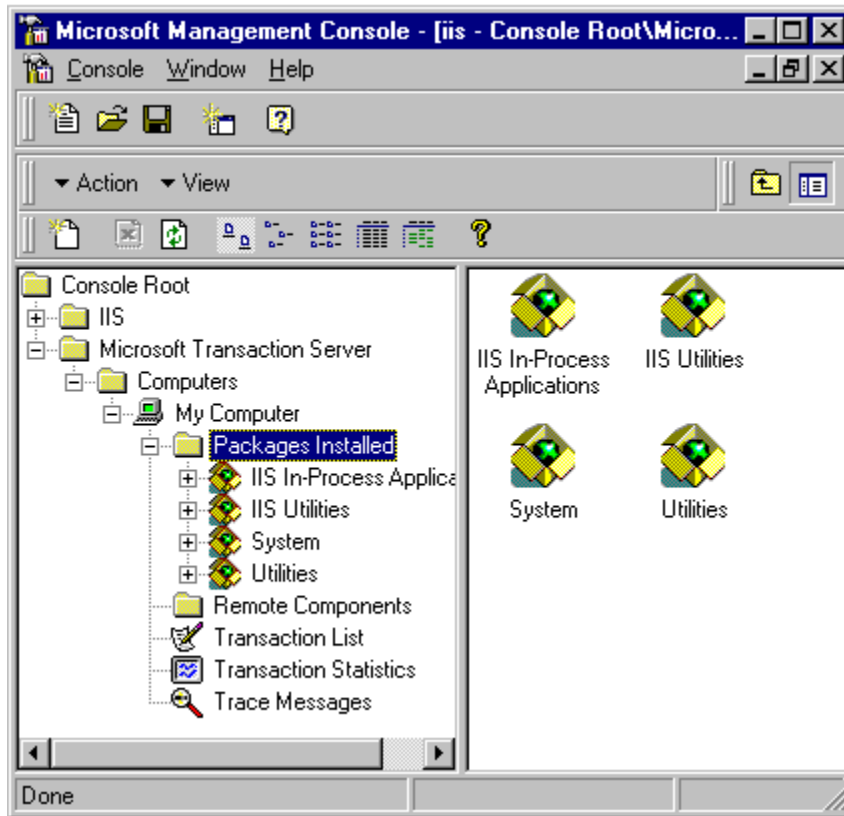 Microsoft Management Console - [iis - Console Root\Micro...
Console Window Help
Action View
Console Root
IIS
Microsoft Transaction Server
Computers
My Computer
Packages Installed
IIS In-Process Applica
IIS Utilities
System
Utilities
Remote Components
Transaction List
Transaction Statistics
Trace Messages
IIS In-Process
Applications
IIS Utilities
System
Utilities
Done